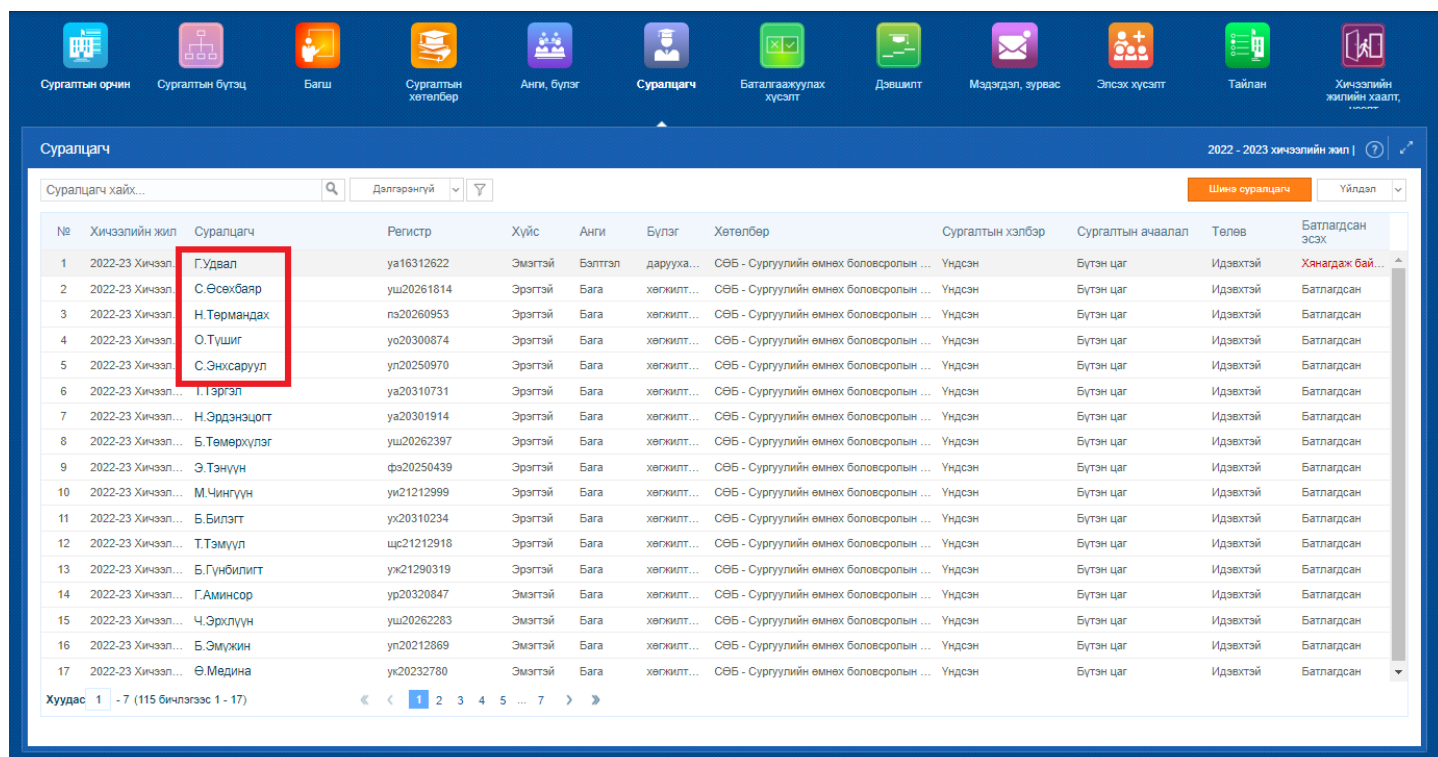 Сургалтын орчин
Сургалтын бүтэц
Багш
Сургалтын хөтөлбөр
Анги, бүлэг
Суралцагч
Баталгаажуулах хүсэлт
Дэвшилт
Мэдэгдэл, зурвас
Элсэх хүсэлт
Тайлан
Хичээлийн жилийн хаалт,
Суралцагч 2022 - 2023 хичээлийн жил |
Суралцагч хайх... Дэлгэрэнгүй Шинэ суралцагч Үйлдэл
№ Хичээлийн жил Суралцагч Регистр Хүйс Анги Бүлэг Хөтөлбөр Сургалтын хэлбэр Сургалтын ачаалал Төлөв Батлагдсан эсэх
1 2022-23 Хичээл... Г.Удвал уа16312622 Эмэгтэй Бэлтгэл дарууха... СӨБ - Сургуулийн өмнөх боловсролын ... Үндсэн Бүтэн цаг Идэвхтэй Хянагдаж бай...
2 2022-23 Хичээл... С.Өсөхбаяр уш20261814 Эрэгтэй Бага хөгжилт... СӨБ - Сургуулийн өмнөх боловсролын ... Үндсэн Бүтэн цаг Идэвхтэй Батлагдсан
3 2022-23 Хичээл... Н.Төрмандах пэ20260953 Эрэгтэй Бага хөгжилт... СӨБ - Сургуулийн өмнөх боловсролын ... Үндсэн Бүтэн цаг Идэвхтэй Батлагдсан
4 2022-23 Хичээл... О.Түшиг уо20300874 Эрэгтэй Бага хөгжилт... СӨБ - Сургуулийн өмнөх боловсролын ... Үндсэн Бүтэн цаг Идэвхтэй Батлагдсан
5 2022-23 Хичээл... С.Энхсаруул ул20250970 Эрэгтэй Бага хөгжилт... СӨБ - Сургуулийн өмнөх боловсролын ... Үндсэн Бүтэн цаг Идэвхтэй Батлагдсан
6 2022-23 Хичээл... Т.Тэргэл уа20310731 Эрэгтэй Бага хөгжилт... СӨБ - Сургуулийн өмнөх боловсролын ... Үндсэн Бүтэн цаг Идэвхтэй Батлагдсан
7 2022-23 Хичээл... Н.Эрдэнэцогт уа20301914 Эрэгтэй Бага хөгжилт... СӨБ - Сургуулийн өмнөх боловсролын ... Үндсэн Бүтэн цаг Идэвхтэй Батлагдсан
8 2022-23 Хичээл... Б.Төмөрхүлэг уш20262397 Эрэгтэй Бага хөгжилт... СӨБ - Сургуулийн өмнөх боловсролын ... Үндсэн Бүтэн цаг Идэвхтэй Батлагдсан
9 2022-23 Хичээл... Э.Тэнүүн фэ20250439 Эрэгтэй Бага хөгжилт... СӨБ - Сургуулийн өмнөх боловсролын ... Үндсэн Бүтэн цаг Идэвхтэй Батлагдсан
10 2022-23 Хичээл... М.Чингүүн уи21212999 Эрэгтэй Бага хөгжилт... СӨБ - Сургуулийн өмнөх боловсролын ... Үндсэн Бүтэн цаг Идэвхтэй Батлагдсан
11 2022-23 Хичээл... Б.Билэгт ух20310234 Эрэгтэй Бага хөгжилт... СӨБ - Сургуулийн өмнөх боловсролын ... Үндсэн Бүтэн цаг Идэвхтэй Батлагдсан
12 2022-23 Хичээл... Т.Тэмүүл щс21212918 Эрэгтэй Бага хөгжилт... СӨБ - Сургуулийн өмнөх боловсролын ... Үндсэн Бүтэн цаг Идэвхтэй Батлагдсан
13 2022-23 Хичээл... Б.Гүнбилигт уж21290319 Эрэгтэй Бага хөгжилт... СӨБ - Сургуулийн өмнөх боловсролын ... Үндсэн Бүтэн цаг Идэвхтэй Батлагдсан
14 2022-23 Хичээл... Г.Аминсор ур20320847 Эмэгтэй Бага хөгжилт... СӨБ - Сургуулийн өмнөх боловсролын ... Үндсэн Бүтэн цаг Идэвхтэй Батлагдсан
15 2022-23 Хичээл... Ч.Эрхлүүн уш20262283 Эмэгтэй Бага хөгжилт... СӨБ - Сургуулийн өмнөх боловсролын ... Үндсэн Бүтэн цаг Идэвхтэй Батлагдсан
16 2022-23 Хичээл... Б.Эмүжин уп20212869 Эмэгтэй Бага хөгжилт... СӨБ - Сургуулийн өмнөх боловсролын ... Үндсэн Бүтэн цаг Идэвхтэй Батлагдсан
17 2022-23 Хичээл... Ө.Медина ук20232780 Эмэгтэй Бага хөгжилт... СӨБ - Сургуулийн өмнөх боловсролын ... Үндсэн Бүтэн цаг Идэвхтэй Батлагдсан
Хуудас 1 - 7 (115 бичлэгээс 1 - 17) 1 2 3 4 5 ... 7